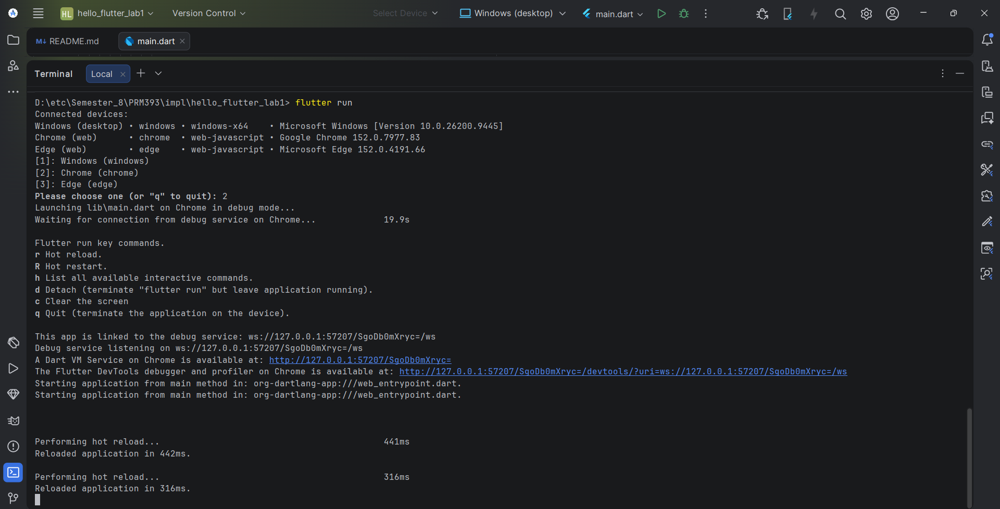 HL hello_flutter_lab1 Version Control Select Device Windows (desktop) main.dart
M↓ README.md main.dart
Terminal Local
D:\etc\Semester_8\PRM393\impl\hello_flutter_lab1> flutter run
Connected devices:
Windows (desktop) • windows • windows-x64 • Microsoft Windows [Version 10.0.26200.9445]
Chrome (web) • chrome • web-javascript • Google Chrome 152.0.7977.83
Edge (web) • edge • web-javascript • Microsoft Edge 152.0.4191.66
[1]: Windows (windows)
[2]: Chrome (chrome)
[3]: Edge (edge)
Please choose one (or "q" to quit): 2
Launching lib\main.dart on Chrome in debug mode...
Waiting for connection from debug service on Chrome... 19.9s
Flutter run key commands.
r Hot reload.
R Hot restart.
h List all available interactive commands.
d Detach (terminate "flutter run" but leave application running).
c Clear the screen
q Quit (terminate the application on the device).
This app is linked to the debug service: ws://127.0.0.1:57207/SgoDb0mXryc=/ws
Debug service listening on ws://127.0.0.1:57207/SgoDb0mXryc=/ws
A Dart VM Service on Chrome is available at: http://127.0.0.1:57207/SgoDb0mXryc=
The Flutter DevTools debugger and profiler on Chrome is available at: http://127.0.0.1:57207/SgoDb0mXryc=/devtools/?uri=ws://127.0.0.1:57207/SgoDb0mXryc=/ws
Starting application from main method in: org-dartlang-app:///web_entrypoint.dart.
Starting application from main method in: org-dartlang-app:///web_entrypoint.dart.
Performing hot reload... 441ms
Reloaded application in 442ms.
Performing hot reload... 316ms
Reloaded application in 316ms.